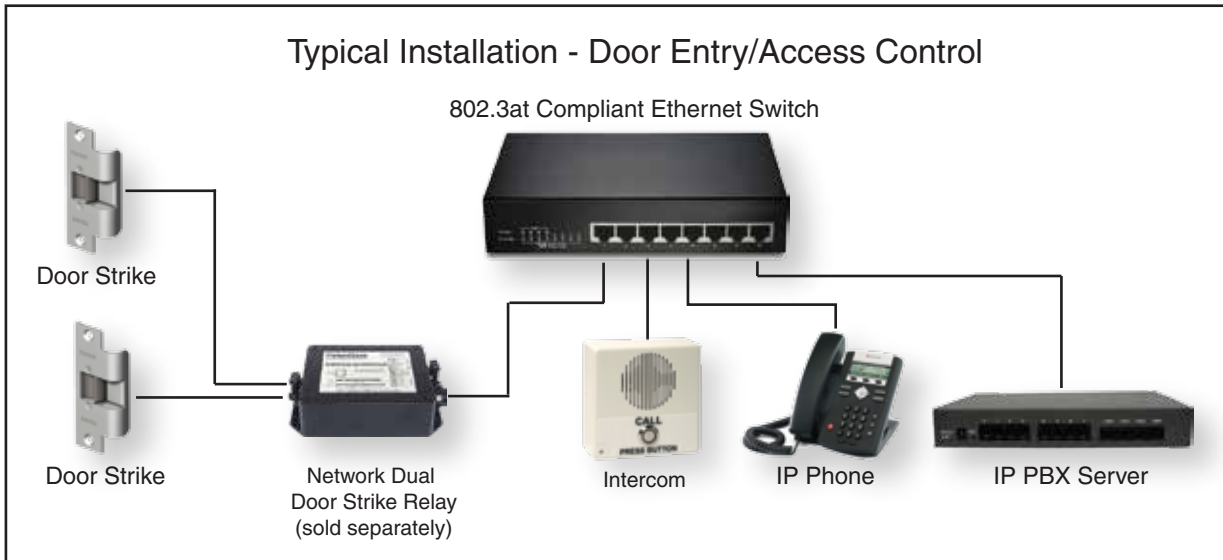 Typical Installation - Door Entry/Access Control
802.3at Compliant Ethernet Switch
Door Strike
Door Strike
Network Dual
Door Strike Relay
(sold separately)
CALL
PRESS BUTTON
Intercom
IP Phone
IP PBX Server